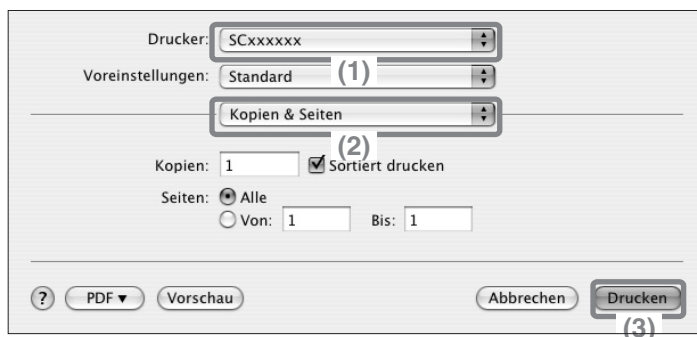 Drucker: SCxxxxxx
(1)
Voreinstellungen: Standard
Kopien & Seiten
(2)
Kopien: 1 Sortiert drucken
Seiten: Alle
Von: 1 Bis: 1
? PDF▼ Vorschau Abbrechen Drucken
(3)